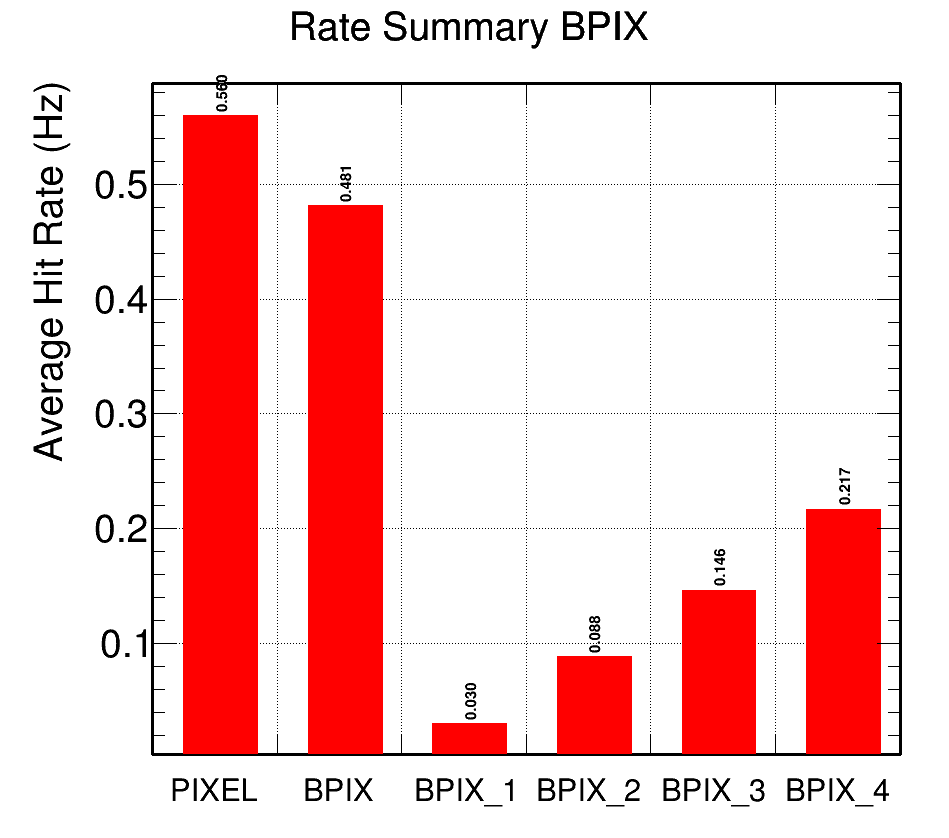 Rate Summary BPIX
Average Hit Rate (Hz)
0.5
0.4
0.3
0.2
0.1
0.560
0.481
0.030
0.088
0.146
0.217
PIXEL
BPIX
BPIX_1
BPIX_2
BPIX_3
BPIX_4